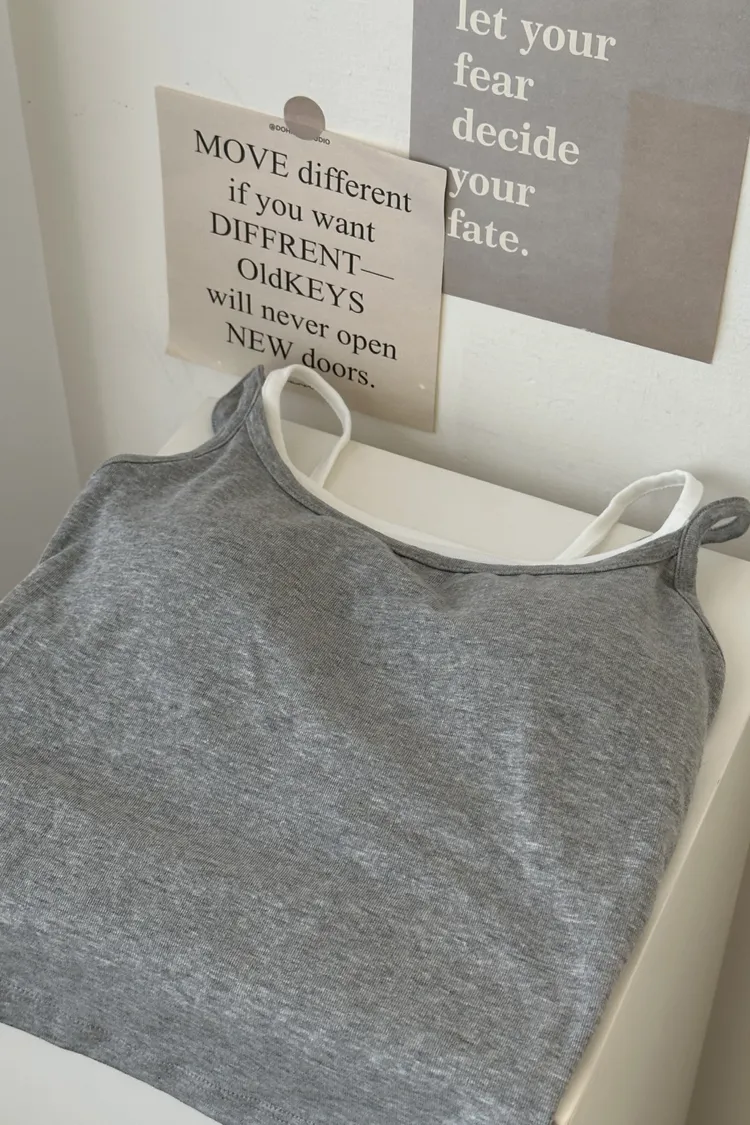 MOVE different
if you want
DIFFRENT—
OldKEYS
will never open
NEW doors.
let your
fear
decide
your
fate.